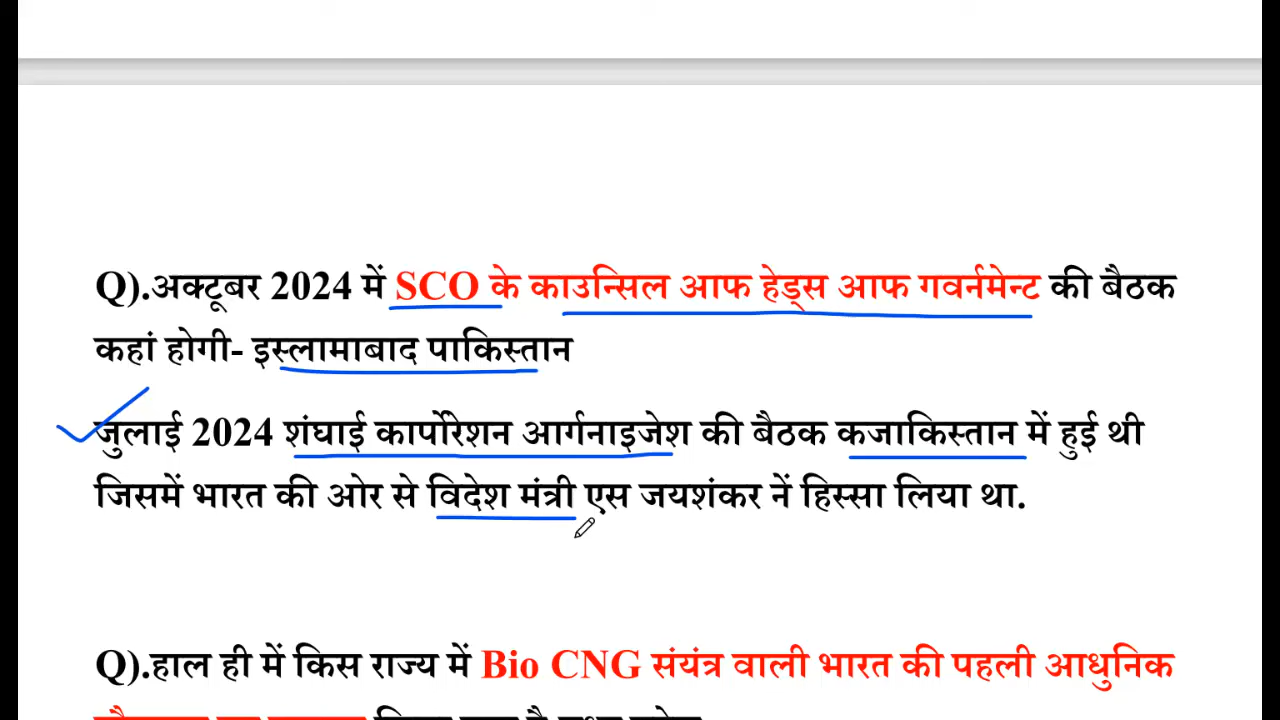 Q).अक्टूबर 2024 में SCO के काउन्सिल आफ हेड्स आफ गवर्नमेन्ट की बैठक
कहां होगी- इस्लामाबाद पाकिस्तान
जुलाई 2024 शंघाई कार्पोरेशन आर्गनाइजेश की बैठक कजाकिस्तान में हुई थी
जिसमें भारत की ओर से विदेश मंत्री एस जयशंकर नें हिस्सा लिया था.
Q).हाल ही में किस राज्य में Bio CNG संयंत्र वाली भारत की पहली आधुनिक